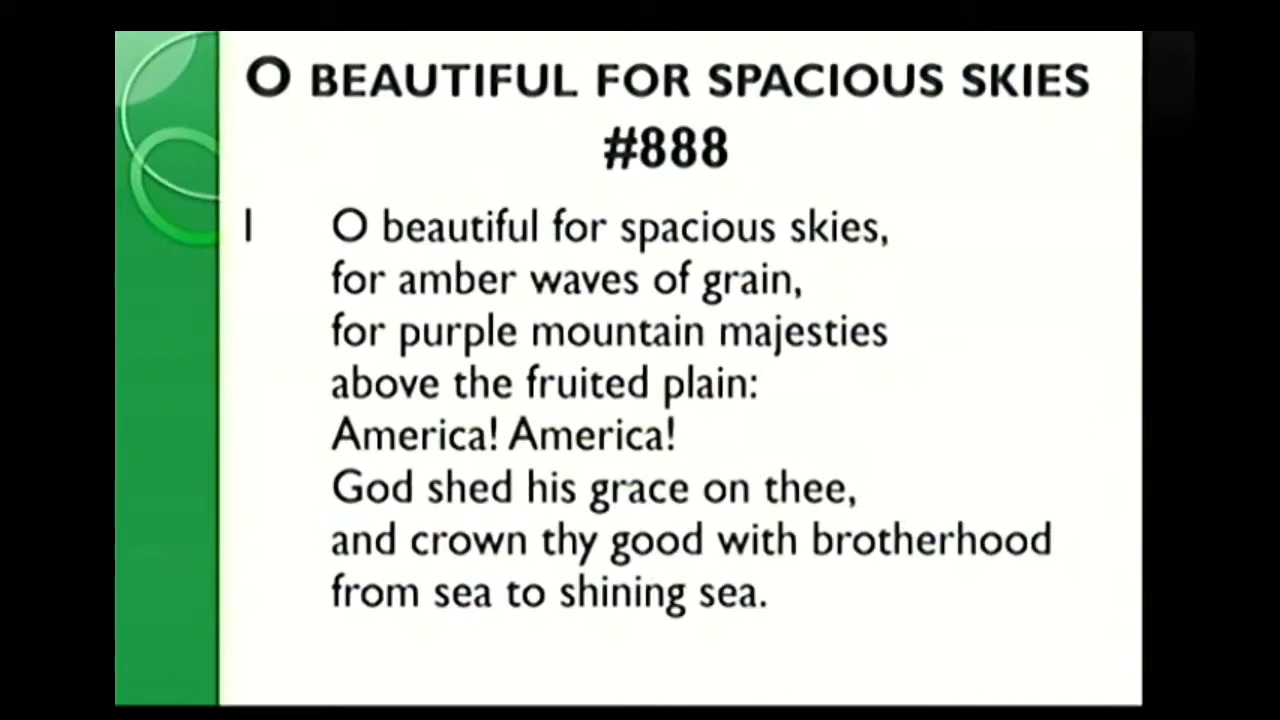 O BEAUTIFUL FOR SPACIOUS SKIES
#888
1 O beautiful for spacious skies,
for amber waves of grain,
for purple mountain majesties
above the fruited plain:
America! America!
God shed his grace on thee,
and crown thy good with brotherhood
from sea to shining sea.